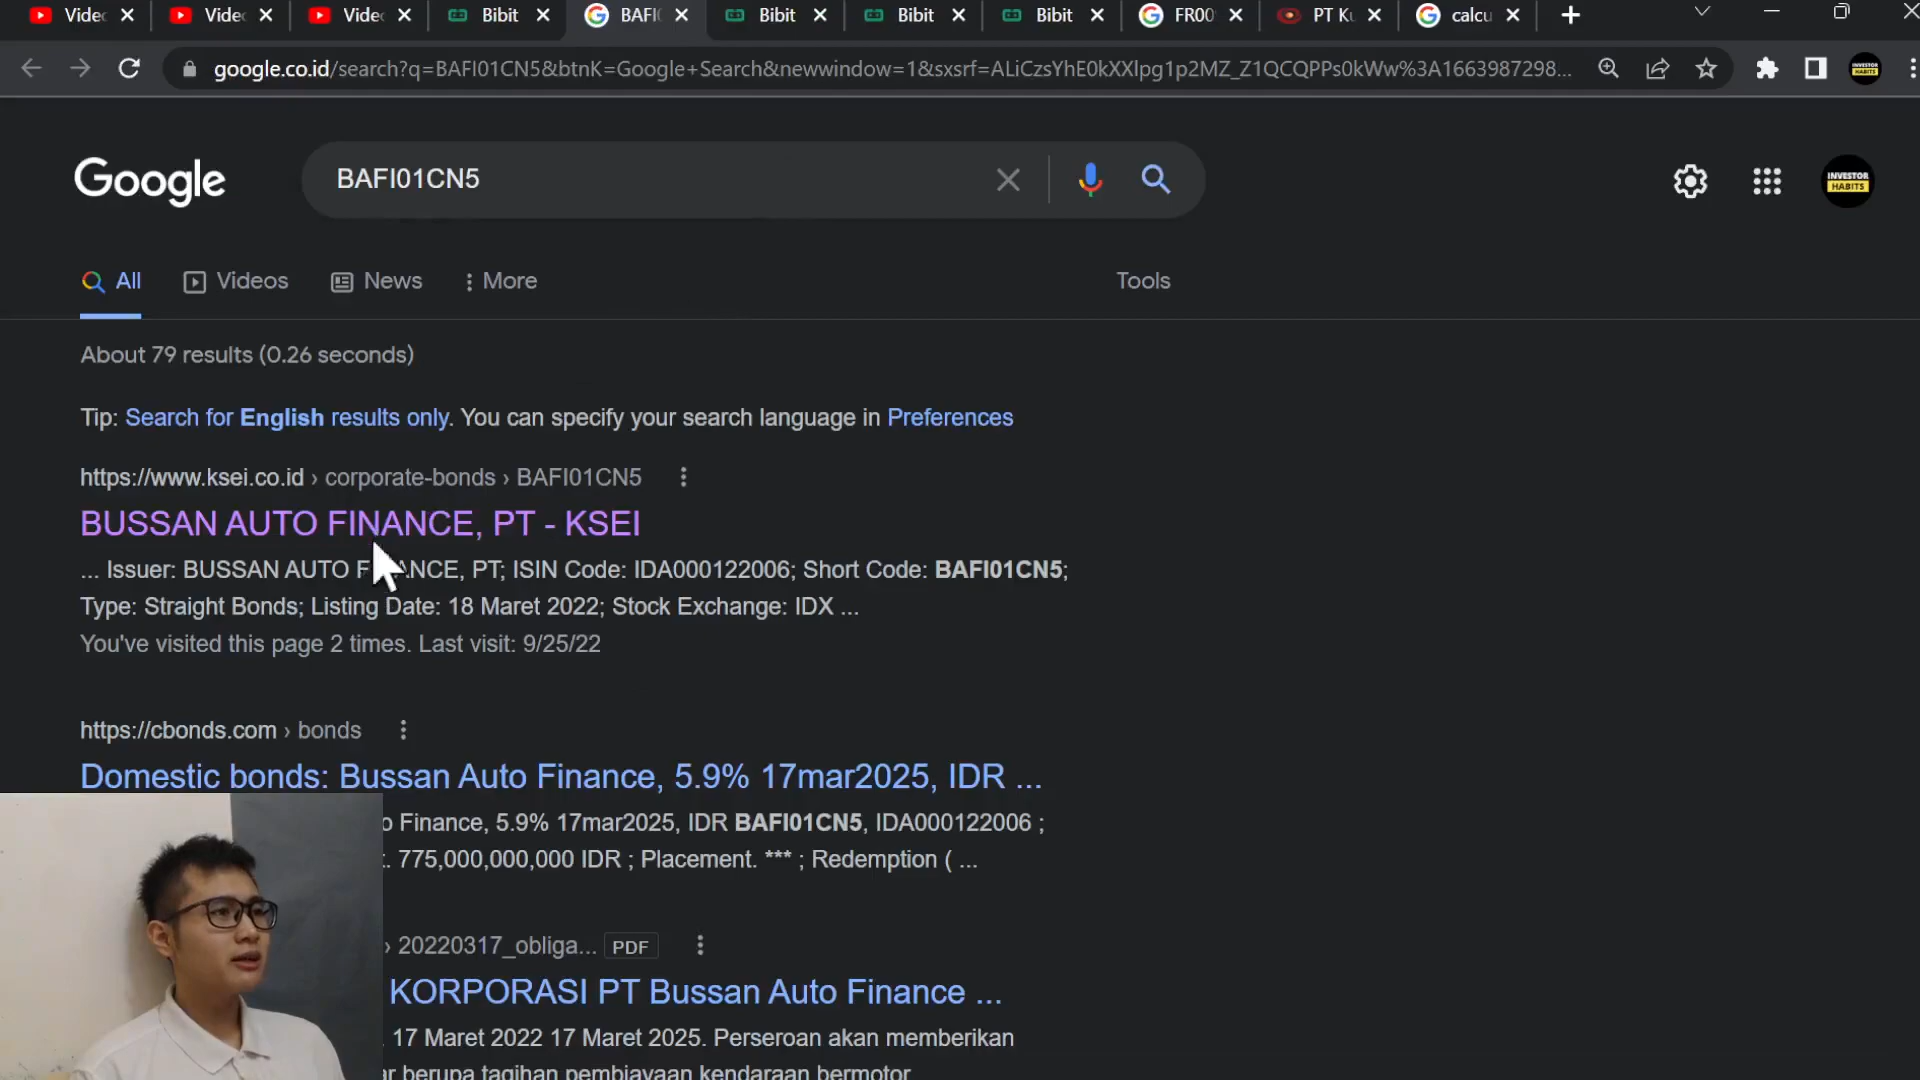 Vide
Vide
Vide
Bibit
BAFI
Bibit
Bibit
Bibit
FR00
PT Ku
calcu
google.co.id/search?q=BAFI01CN5&btnK=Google+Search&newwindow=1&sxsrf=ALiCzsYhE0kXXlpg1p2MZ_Z1QCQPPs0kWw%3A1663987298...
Google
BAFI01CN5
INVESTOR
HABITS
All
Videos
News
More
Tools
About 79 results (0.26 seconds)
Tip: Search for English results only. You can specify your search language in Preferences
https://www.ksei.co.id › corporate-bonds › BAFI01CN5
BUSSAN AUTO FINANCE, PT - KSEI
... Issuer: BUSSAN AUTO FINANCE, PT; ISIN Code: IDA000122006; Short Code: BAFI01CN5;
Type: Straight Bonds; Listing Date: 18 Maret 2022; Stock Exchange: IDX ...
You've visited this page 2 times. Last visit: 9/25/22
https://cbonds.com › bonds
Domestic bonds: Bussan Auto Finance, 5.9% 17mar2025, IDR ...
o Finance, 5.9% 17mar2025, IDR BAFI01CN5, IDA000122006 ;
. 775,000,000,000 IDR ; Placement. *** ; Redemption ( ...
› 20220317_obliga... PDF
KORPORASI PT Bussan Auto Finance ...
. 17 Maret 2022 17 Maret 2025. Perseroan akan memberikan
ar berupa tagihan pembiayaan kendaraan bermotor